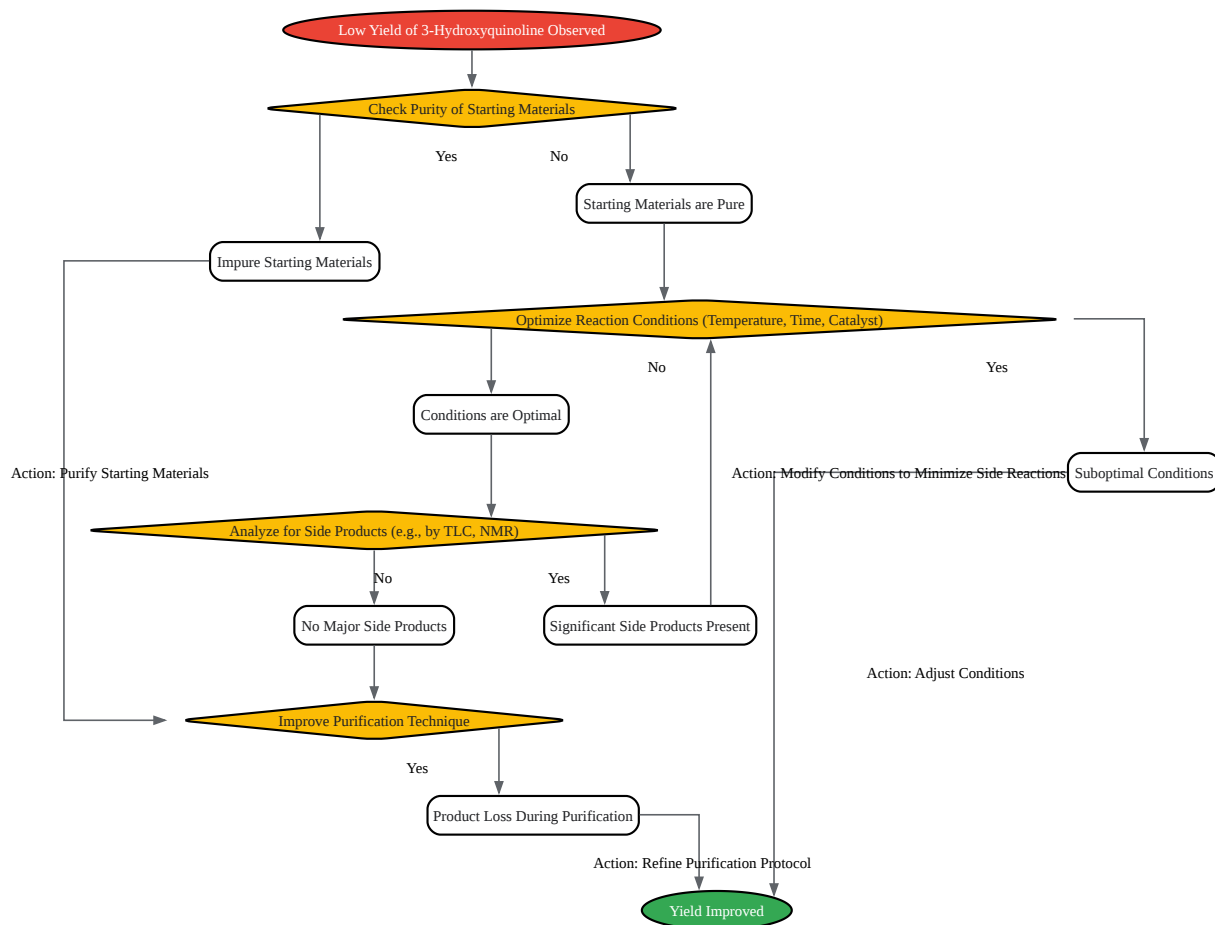 Low Yield of 3-Hydroxyquinoline Observed
Check Purity of Starting Materials
Yes
No
Starting Materials are Pure
Impure Starting Materials
Optimize Reaction Conditions (Temperature, Time, Catalyst)
No
Yes
Conditions are Optimal
Action: Purify Starting Materials
Action: Modify Conditions to Minimize Side Reactions
Suboptimal Conditions
Analyze for Side Products (e.g., by TLC, NMR)
No
Yes
No Major Side Products
Significant Side Products Present
Action: Adjust Conditions
Improve Purification Technique
Yes
Product Loss During Purification
Action: Refine Purification Protocol
Yield Improved